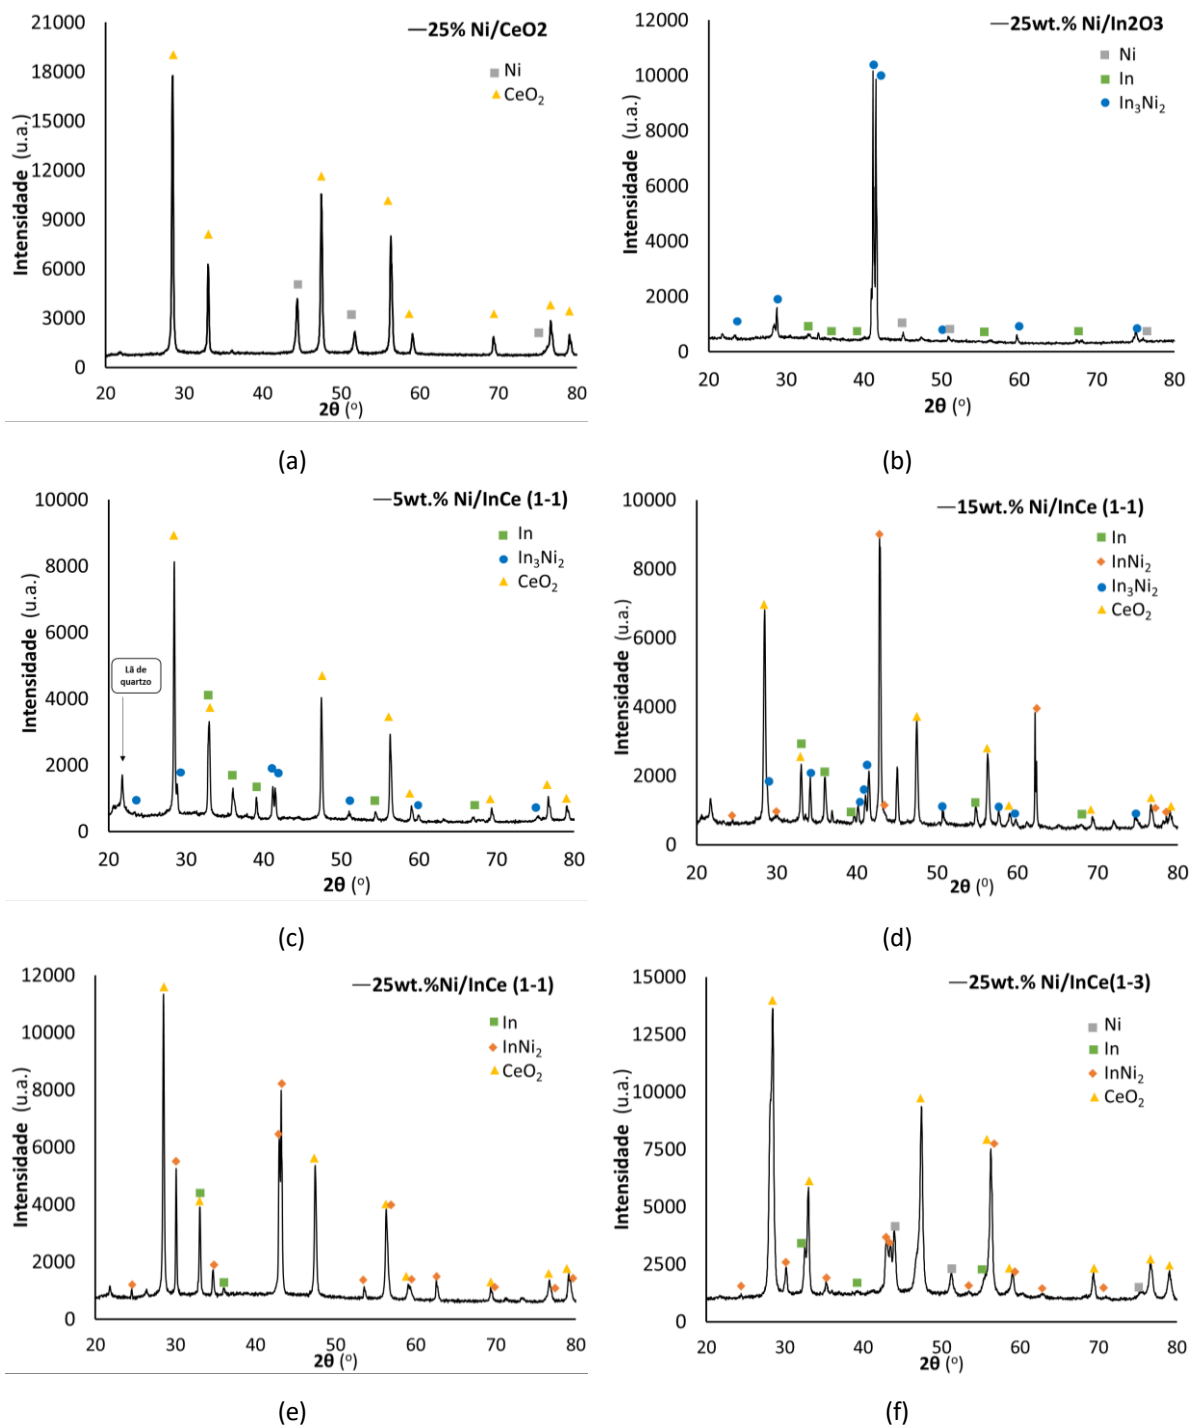 —25% Ni/CeO2
Ni
CeO₂
Intensidade (u.a.)
21000
18000
15000
12000
9000
6000
3000
0
20 30 40 50 60 70 80
2θ (º)
(a)
—25wt.% Ni/In2O3
Ni
In
In₃Ni₂
Intensidade (u.a.)
12000
10000
8000
6000
4000
2000
0
20 30 40 50 60 70 80
2θ (º)
(b)
—5wt.% Ni/InCe (1-1)
In
In₃Ni₂
CeO₂
Lã de
quartzo
Intensidade (u.a.)
10000
8000
6000
4000
2000
0
20 30 40 50 60 70 80
2θ (º)
(c)
—15wt.% Ni/InCe (1-1)
In
InNi₂
In₃Ni₂
CeO₂
Intensidade (u.a.)
10000
8000
6000
4000
2000
0
20 30 40 50 60 70 80
2θ (⁰)
(d)
—25wt.%Ni/InCe (1-1)
In
InNi₂
CeO₂
Intensidade (u.a.)
12000
10000
8000
6000
4000
2000
0
20 30 40 50 60 70 80
2θ (º)
(e)
—25wt.% Ni/InCe(1-3)
Ni
In
InNi₂
CeO₂
Intensidade (u.a.)
15000
12500
10000
7500
5000
2500
0
20 30 40 50 60 70 80
2θ (º)
(f)